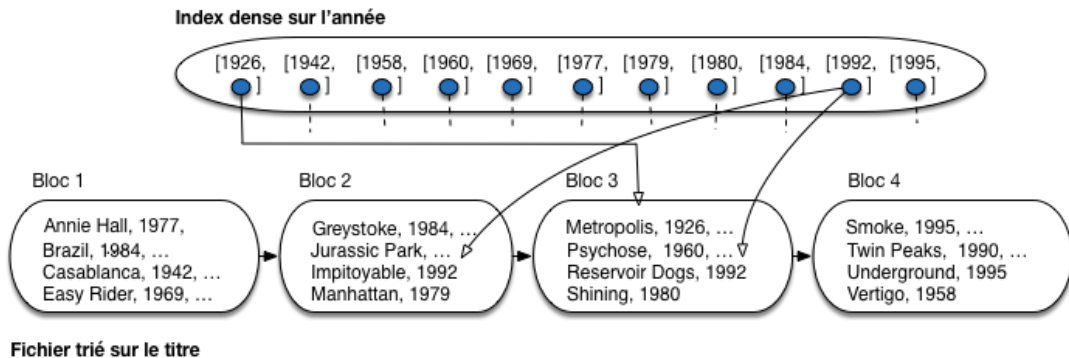 Index dense sur l'année
[1926, [1942, [1958, [1960, [1969, [1977, [1979, [1980, [1984, [1992, [1995,
] ] ] ] ] ] ] ] ] ] ]
Bloc 1
Annie Hall, 1977,
Brazil, 1984, ...
Casablanca, 1942, ...
Easy Rider, 1969, ...
Bloc 2
Greystoke, 1984, ...
Jurassic Park, ...
Impitoyable, 1992
Manhattan, 1979
Bloc 3
Metropolis, 1926, ...
Psychose, 1960, ...
Reservoir Dogs, 1992
Shining, 1980
Bloc 4
Smoke, 1995, ...
Twin Peaks, 1990, ...
Underground, 1995
Vertigo, 1958
Fichier trié sur le titre